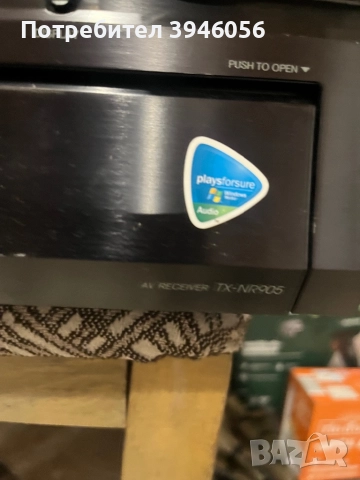 Потребител 3946056
PUSH TO OPEN
playsforsure
Windows
Media
Audio
AV RECEIVER TX-NR905
BAZAR